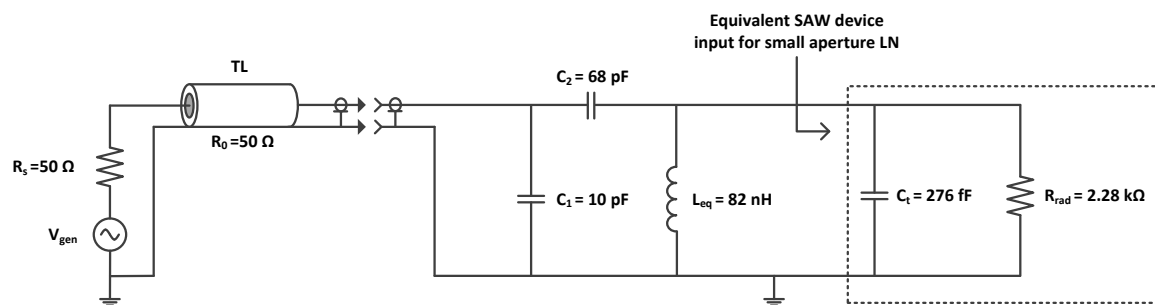 Equivalent SAW device
input for small aperture LN
TL
C₂ = 68 pF
R₀ =50 Ω
Rₛ =50 Ω
C₁ = 10 pF
L_eq = 82 nH
C_t = 276 fF
R_rad = 2.28 kΩ
V_gen